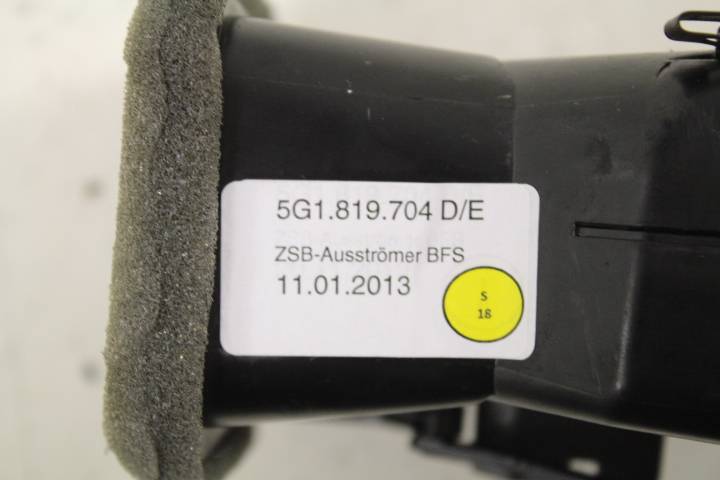 5G1.819.704 D/E
ZSB-Ausströmer BFS
11.01.2013
S
18